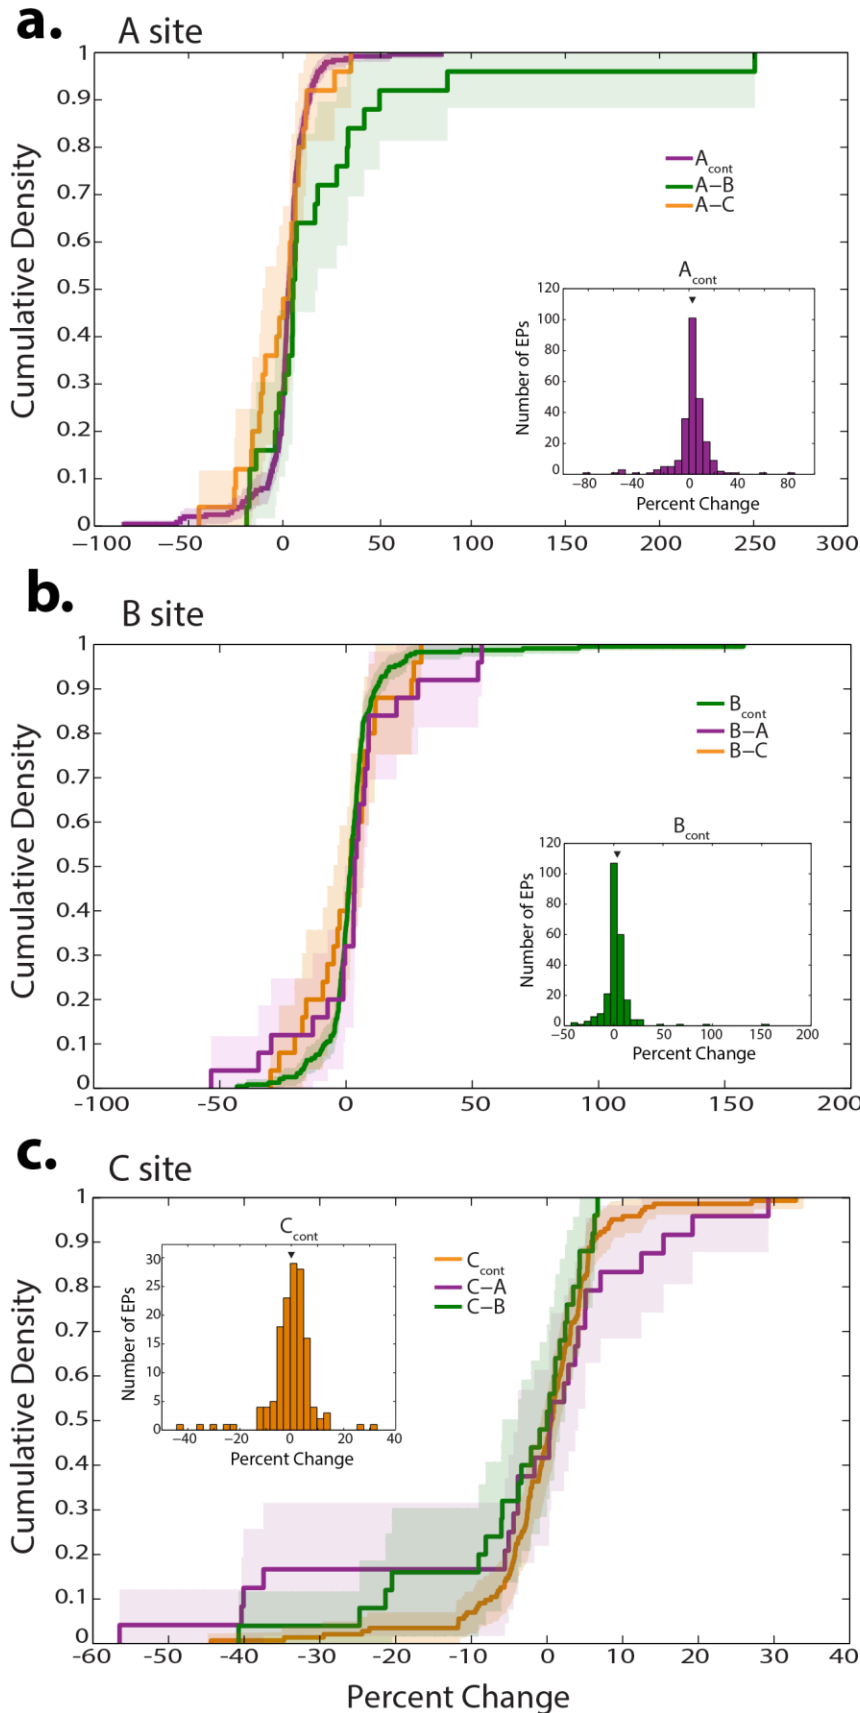 a.
A site
1
0.9
0.8
0.7
0.6
0.5
0.4
0.3
0.2
0.1
0
Cumulative Density
A cont
A−B
A−C
A cont
120
100
80
60
40
20
0
Number of EPs
−80 −40 0 40 80
Percent Change
−100 −50 0 50 100 150 200 250 300
b.
B site
1
0.9
0.8
0.7
0.6
0.5
0.4
0.3
0.2
0.1
0
Cumulative Density
B cont
B−A
B−C
B cont
120
100
80
60
40
20
0
Number of EPs
−50 0 50 100 150 200
Percent Change
-100 -50 0 50 100 150 200
c.
C site
1
0.9
0.8
0.7
0.6
0.5
0.4
0.3
0.2
0.1
0
Cumulative Density
C cont
30
25
20
15
10
5
0
Number of EPs
−40 −20 0 20 40
Percent Change
C cont
C−A
C−B
-60 -50 -40 -30 -20 -10 0 10 20 30 40
Percent Change